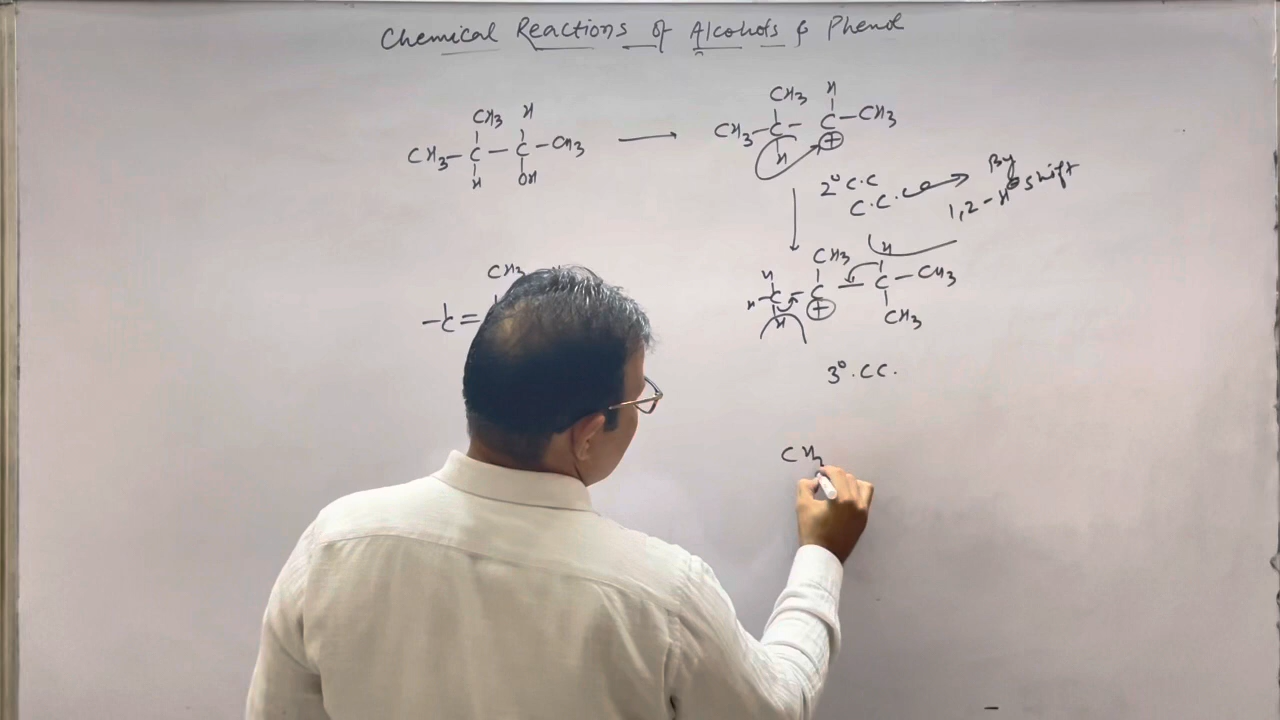 Chemical Reactions of Alcohols & Phenol
CH3 H
CH3-C-C-CH3
H OH
CH3 H
CH3-C-C-CH3
H ⊕
2° C.C
C.C.
By
1,2-H⊖ shift
CH3 H
H
H-C-C-C-CH3
H ⊕ CH3
3°.CC.
CH3
-C=
CH3